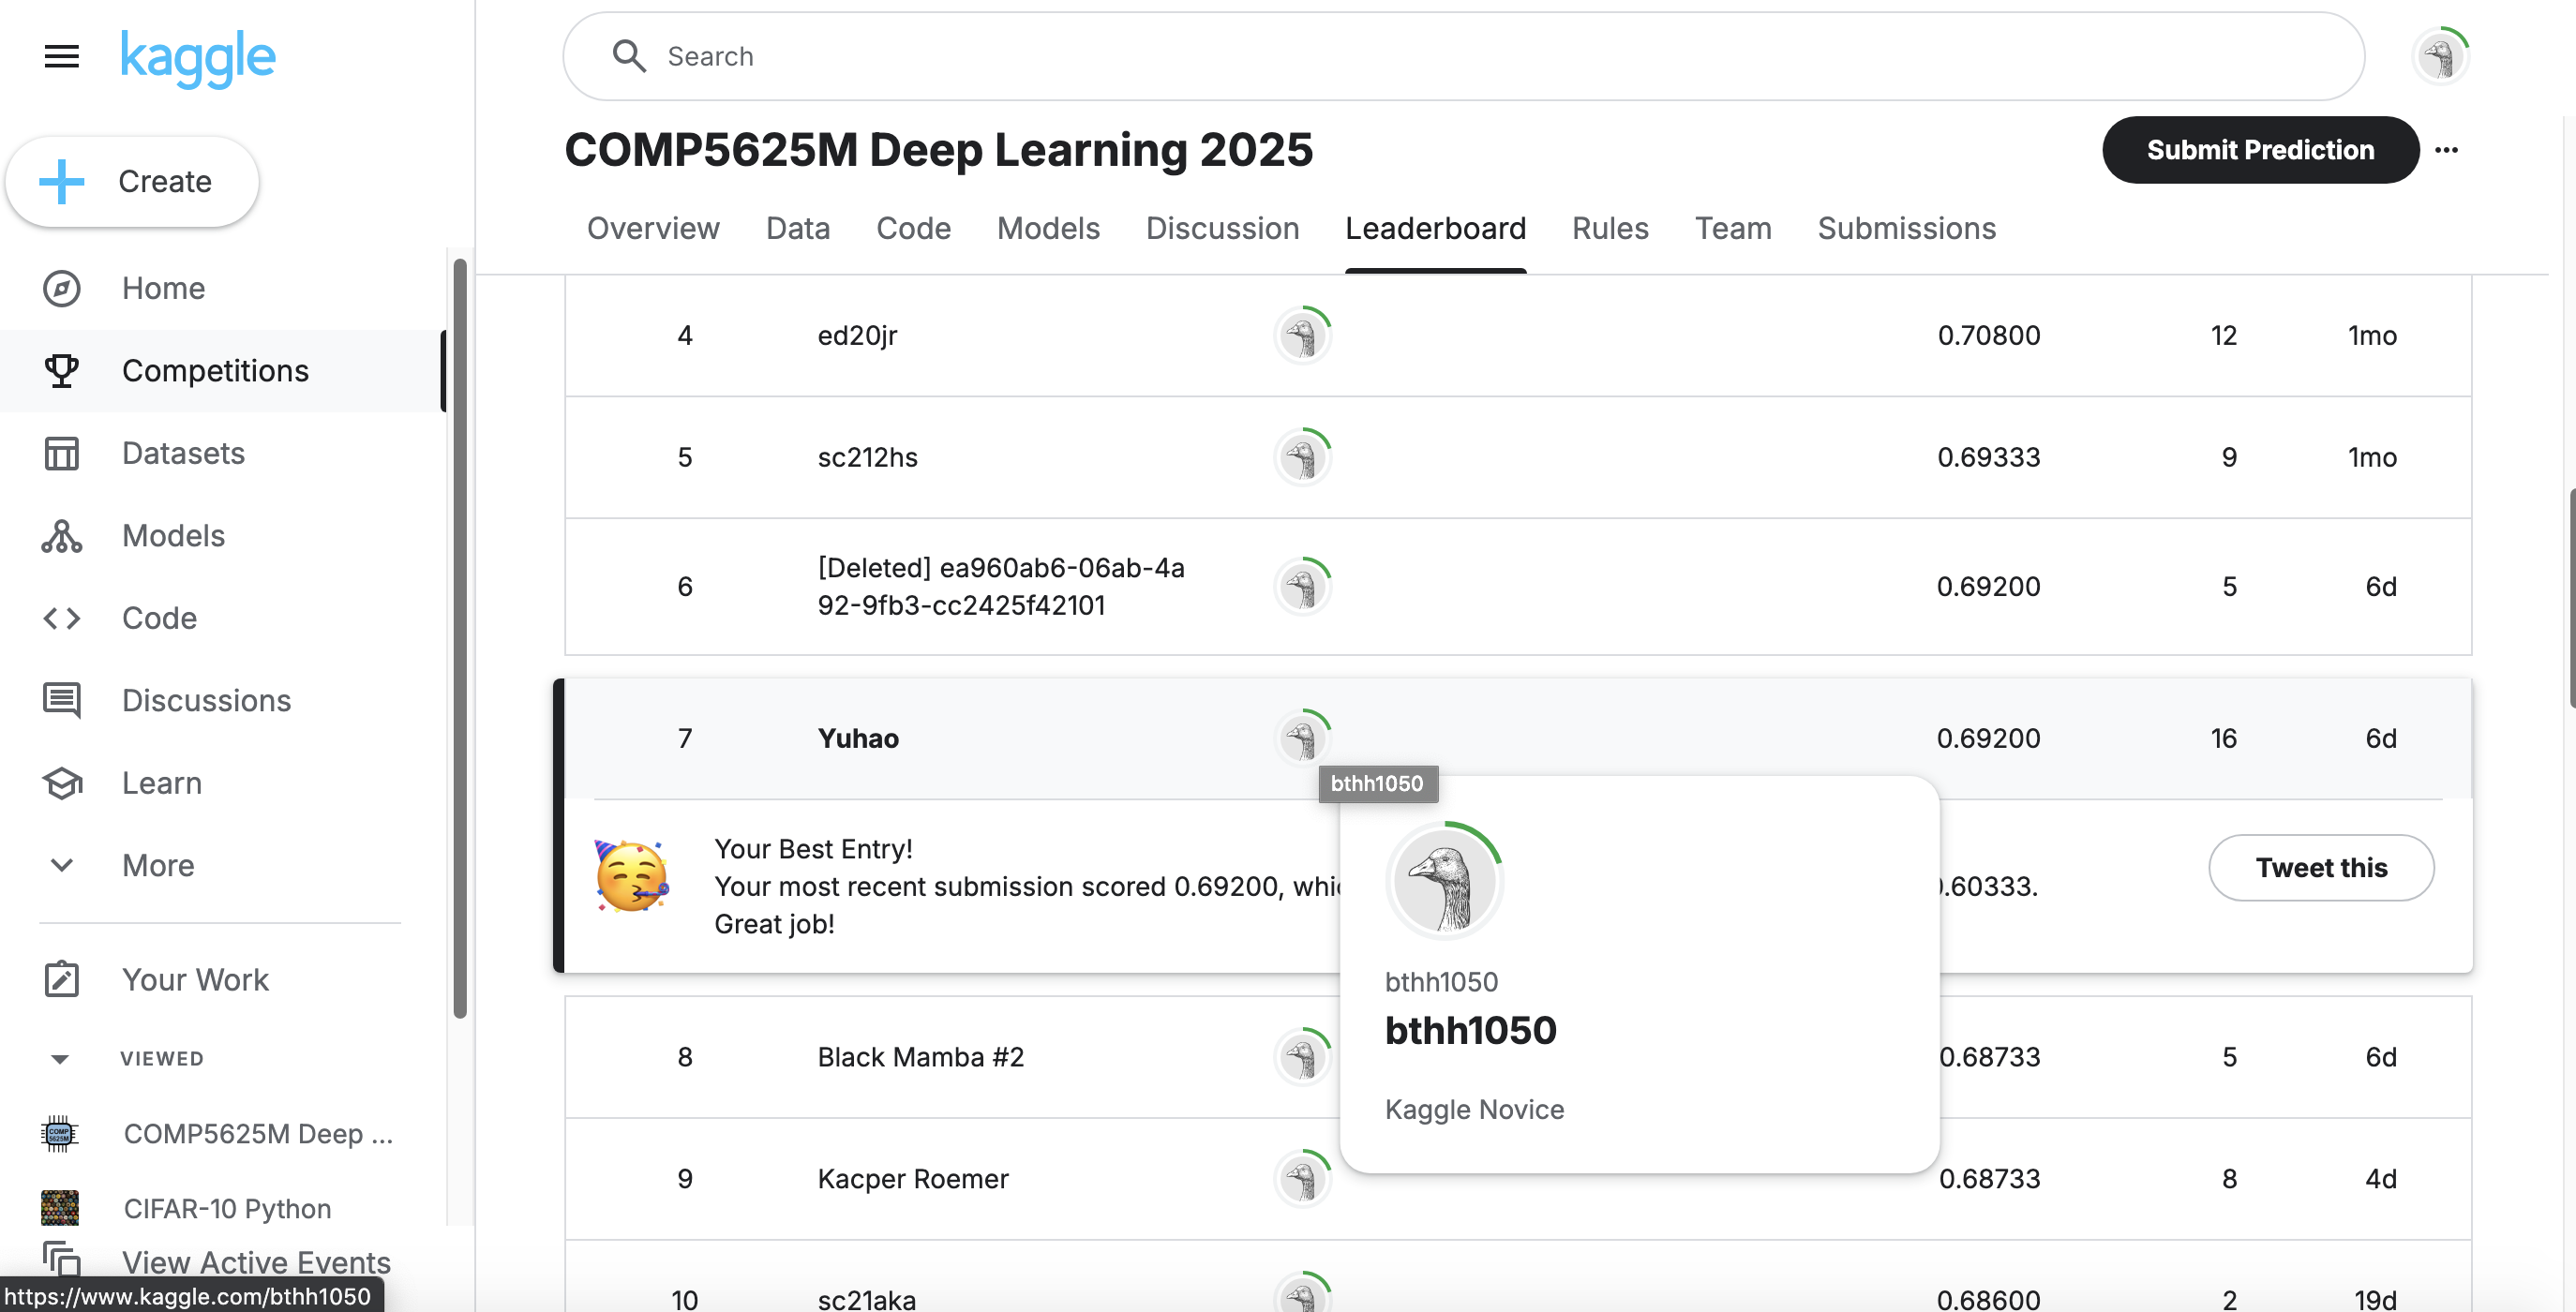 kaggle
Search
Create
Home
Competitions
Datasets
Models
Code
Discussions
Learn
More
Your Work
VIEWED
COMP
5625M
COMP5625M Deep ...
CIFAR-10 Python
View Active Events
https://www.kaggle.com/bthh1050
COMP5625M Deep Learning 2025
Submit Prediction
Overview Data Code Models Discussion Leaderboard Rules Team Submissions
4 ed20jr 0.70800 12 1mo
5 sc212hs 0.69333 9 1mo
6 [Deleted] ea960ab6-06ab-4a
92-9fb3-cc2425f42101 0.69200 5 6d
7 Yuhao 0.69200 16 6d
bthh1050
Your Best Entry!
Your most recent submission scored 0.69200, .60333.
Great job!
Tweet this
bthh1050
bthh1050
Kaggle Novice
8 Black Mamba #2 0.68733 5 6d
9 Kacper Roemer 0.68733 8 4d
10 sc21aka 0.68600 2 19d